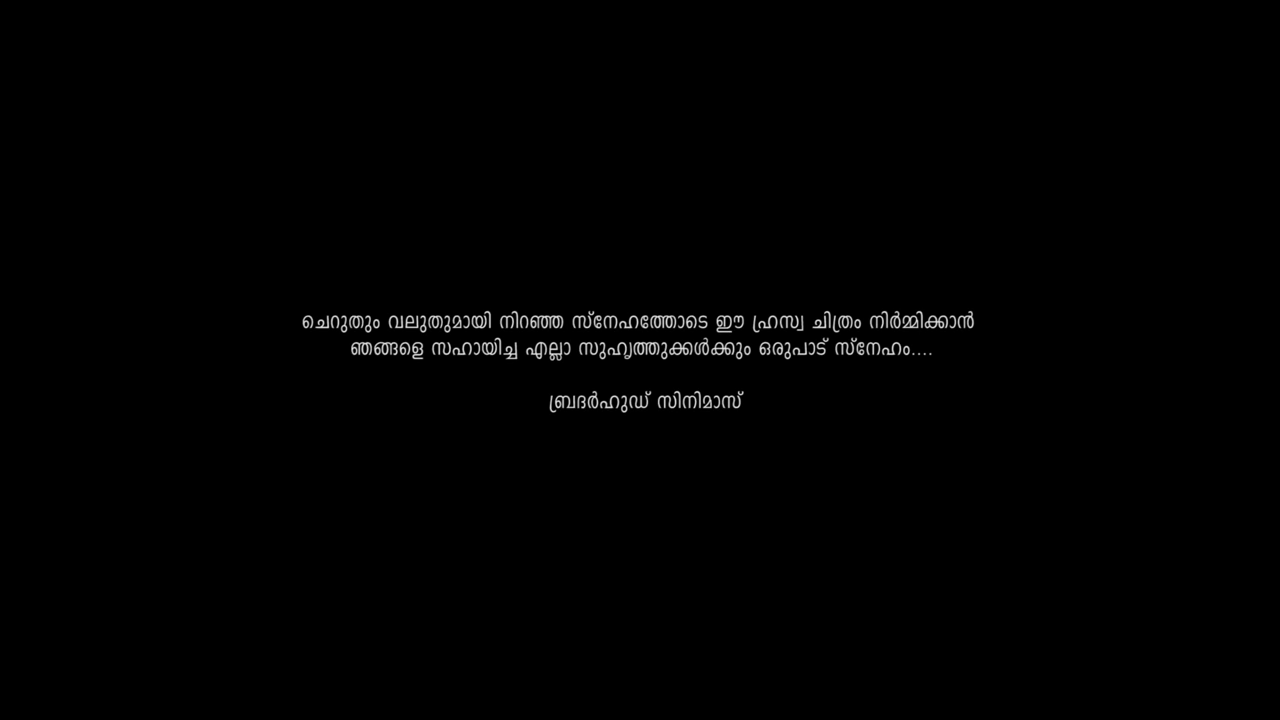 ചെറുതും വലുതുമായി നിറഞ്ഞ സ്നേഹത്തോടെ ഈ ഹ്രസ്വ ചിത്രം നിർമ്മിക്കാൻ
ഞങ്ങളെ സഹായിച്ച എല്ലാ സുഹൃത്തുക്കൾക്കും ഒരുപാട് സ്നേഹം....
ബ്രദർഹുഡ് സിനിമാസ്